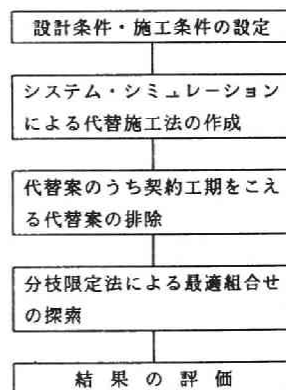 設計条件・施工条件の設定
システム・シミュレーション
による代替施工法の作成
代替案のうち契約工期をこえ
る代替案の排除
分枝限定法による最適組合せ
の探索
結果の評価